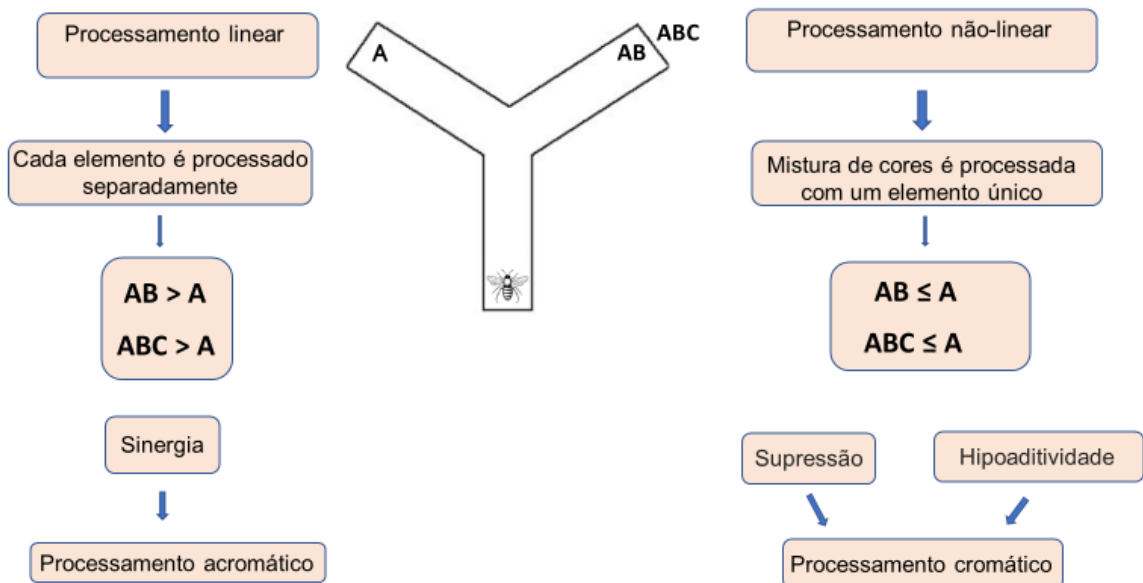 Processamento linear
Cada elemento é processado
separadamente
AB > A
ABC > A
Sinergia
Processamento acromático
A
AB
ABC
Processamento não-linear
Mistura de cores é processada
com um elemento único
AB ≤ A
ABC ≤ A
Supressão
Hipoaditividade
Processamento cromático